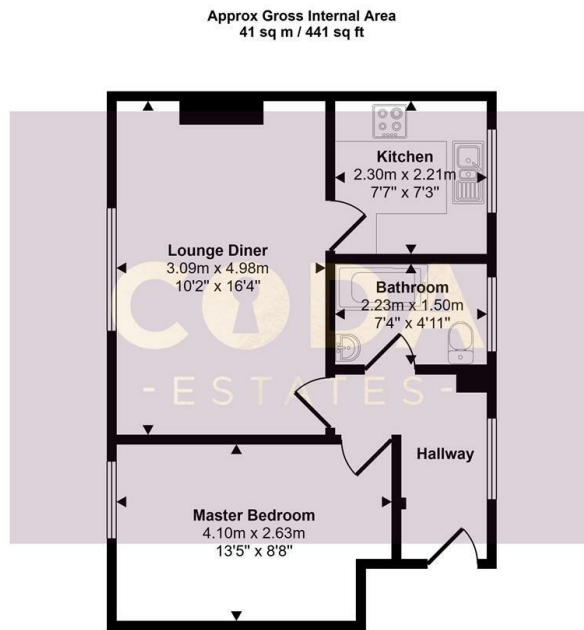 Approx Gross Internal Area
41 sq m / 441 sq ft
Kitchen
2.30m x 2.21m
7'7" x 7'3"
Lounge Diner
3.09m x 4.98m
10'2" x 16'4"
Bathroom
2.23m x 1.50m
7'4" x 4'11"
CODA
- ESTATES -
Hallway
Master Bedroom
4.10m x 2.63m
13'5" x 8'8"